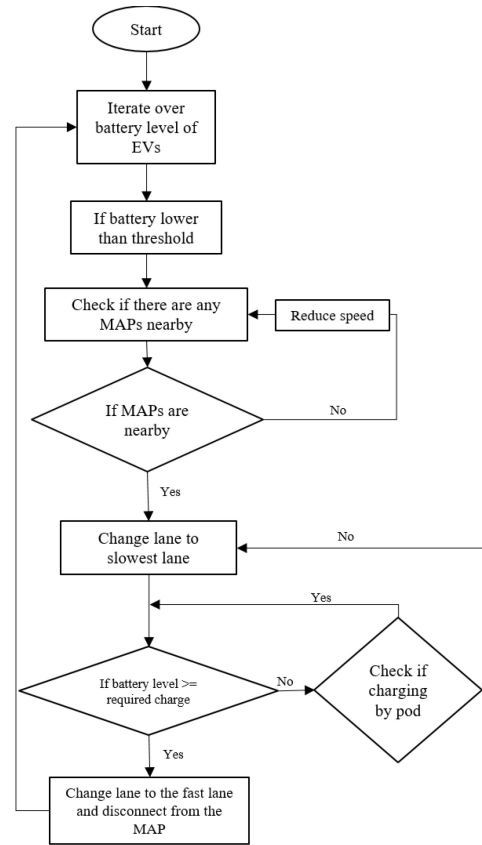 Start
Iterate over
battery level of
EVs
If battery lower
than threshold
Check if there are any
MAPs nearby
Reduce speed
If MAPs are
nearby
No
Yes
Change lane to
slowest lane
No
Yes
If battery level >=
required charge
No
Check if
charging
by pod
Yes
Change lane to the fast lane
and disconnect from the
MAP